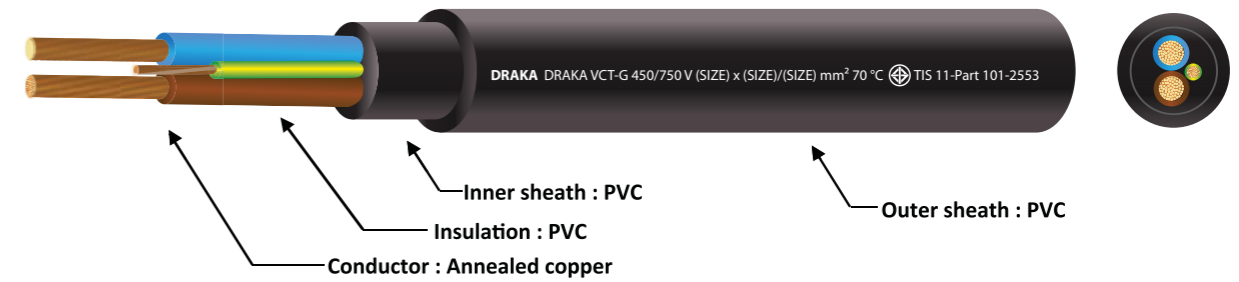 DRAKA DRAKA VCT-G 450/750 V (SIZE) x (SIZE)/(SIZE) mm² 70 °C TIS 11-Part 101-2553
Inner sheath : PVC
Outer sheath : PVC
Insulation : PVC
Conductor : Annealed copper